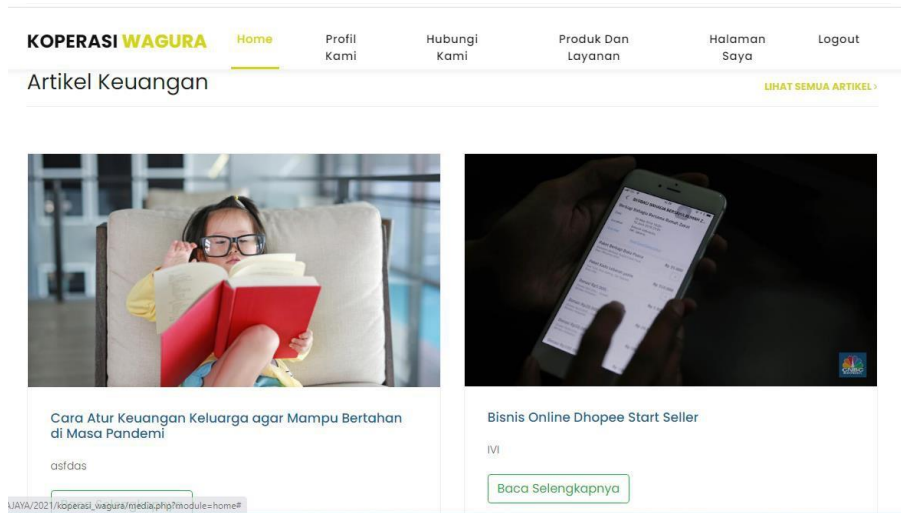 KOPERASI WAGURA
Home
Profil
Kami
Hubungi
Kami
Produk Dan
Layanan
Halaman
Saya
Logout
Artikel Keuangan
LIHAT SEMUA ARTIKEL ›
CNBC
Cara Atur Keuangan Keluarga agar Mampu Bertahan
di Masa Pandemi
asfdas
Bisnis Online Dhopee Start Seller
IVI
Baca Selengkapnya
AJAYA/2021/koperasi_wagura/media.php?module=home#